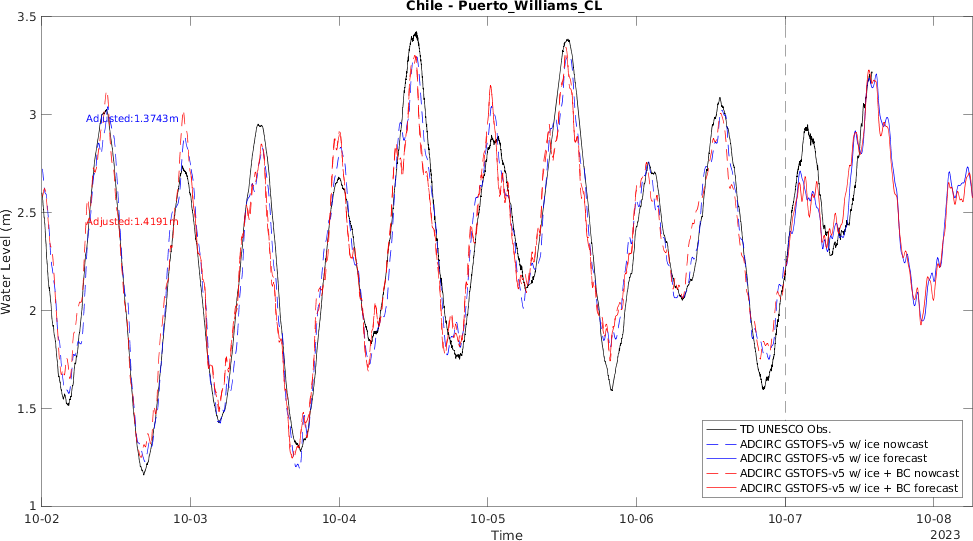 Chile - Puerto_Williams_CL
3.5
3
2.5
2
1.5
1
Water Level (m)
Adjusted:1.3743m
Adjusted:1.4191m
TD UNESCO Obs.
ADCIRC GSTOFS-v5 w/ ice nowcast
ADCIRC GSTOFS-v5 w/ ice forecast
ADCIRC GSTOFS-v5 w/ ice + BC nowcast
ADCIRC GSTOFS-v5 w/ ice + BC forecast
10-02 10-03 10-04 10-05 10-06 10-07 10-08
Time
2023